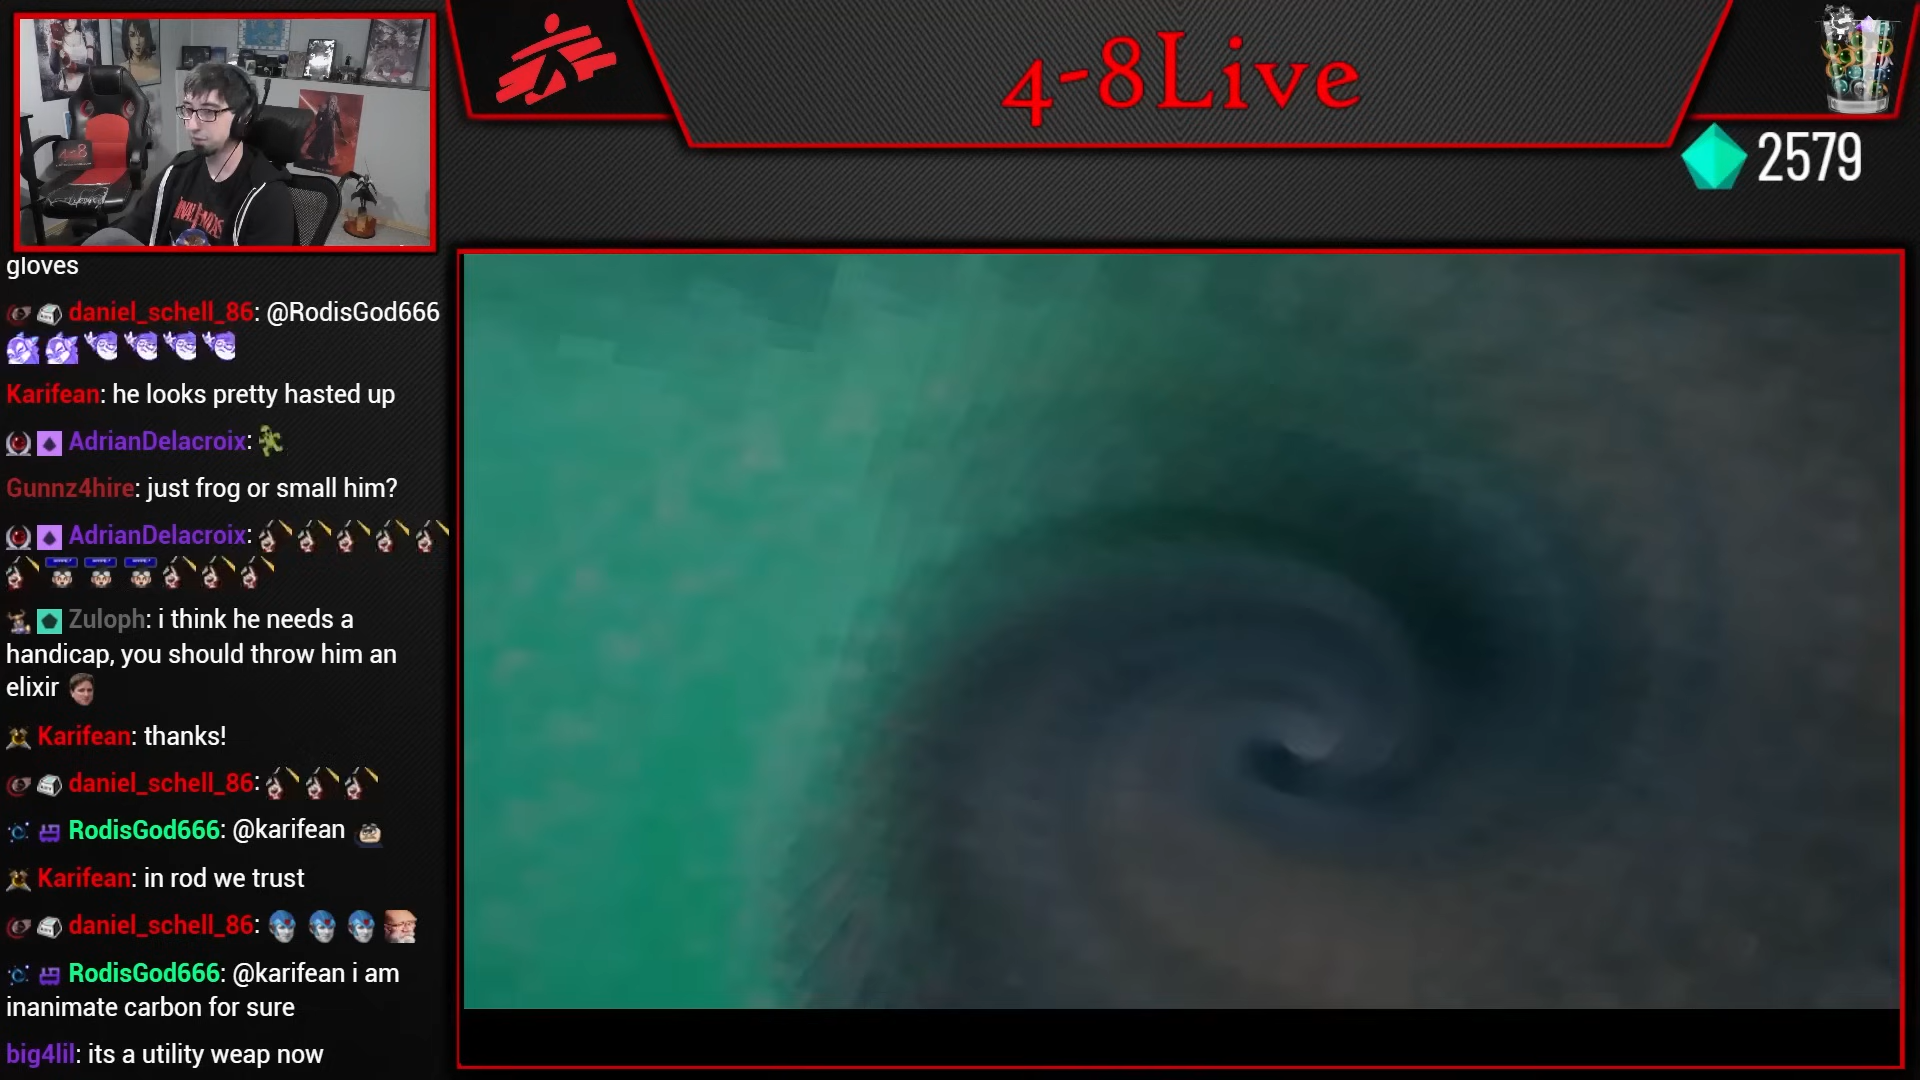 4-8Live
2579
4-8
gloves
daniel_schell_86: @RodisGod666
Karifean: he looks pretty hasted up
AdrianDelacroix:
Gunnz4hire: just frog or small him?
AdrianDelacroix:
Zuloph: i think he needs a
handicap, you should throw him an
elixir
Karifean: thanks!
daniel_schell_86:
RodisGod666: @karifean
Karifean: in rod we trust
daniel_schell_86:
RodisGod666: @karifean i am
inanimate carbon for sure
big4lil: its a utility weap now